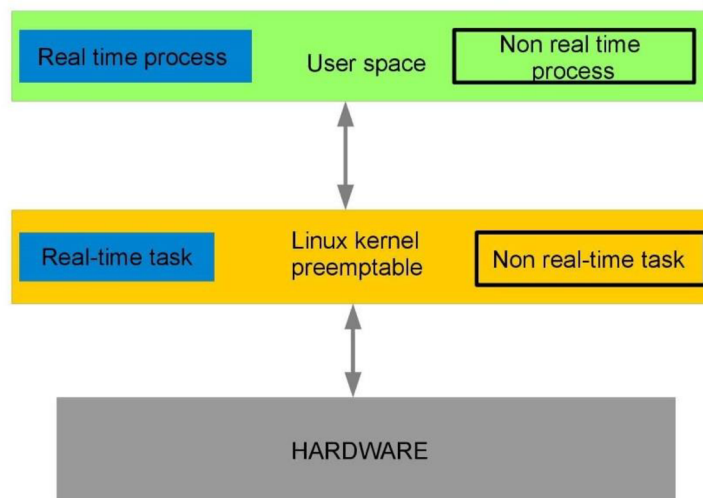 Real time process
User space
Non real time
process
Real-time task
Linux kernel
preemptable
Non real-time task
HARDWARE